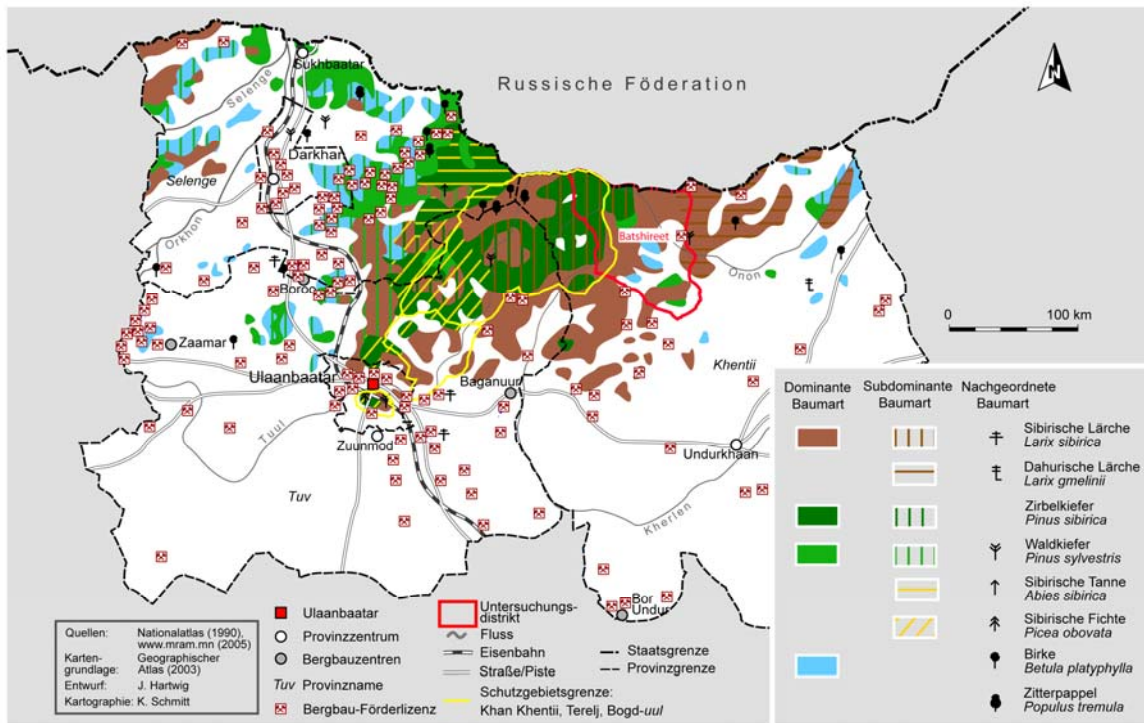 Russische Föderation
N
Sukhbaatar
Selenge
Darkhan
Selenge
Orkhon
Batshireet
Onon
Boroo
0 100 km
Zaamar
Khentii
Ulaanbaatar
Baganuur
Tuul
Zuunmod
Undurkhaan
Tuv
Kherlen
Bor
Undur
Quellen: Nationalatlas (1990),
www.mram.mn (2005)
Karten- Geographischer
grundlage: Atlas (2003)
Entwurf: J. Hartwig
Kartographie: K. Schmitt
Ulaanbaatar
Provinzzentrum
Bergbauzentren
Tuv Provinzname
Bergbau-Förderlizenz
Untersuchungs-
distrikt
Fluss
Eisenbahn
Straße/Piste
Schutzgebietsgrenze:
Khan Khentii, Terelj, Bogd-uul
Staatsgrenze
Provinzgrenze
Dominante Subdominante Nachgeordnete
Baumart Baumart Baumart
Sibirische Lärche
Larix sibirica
Dahurische Lärche
Larix gmelinii
Zirbelkiefer
Pinus sibirica
Waldkiefer
Pinus sylvestris
Sibirische Tanne
Abies sibirica
Sibirische Fichte
Picea obovata
Birke
Betula platyphylla
Zitterpappel
Populus tremula